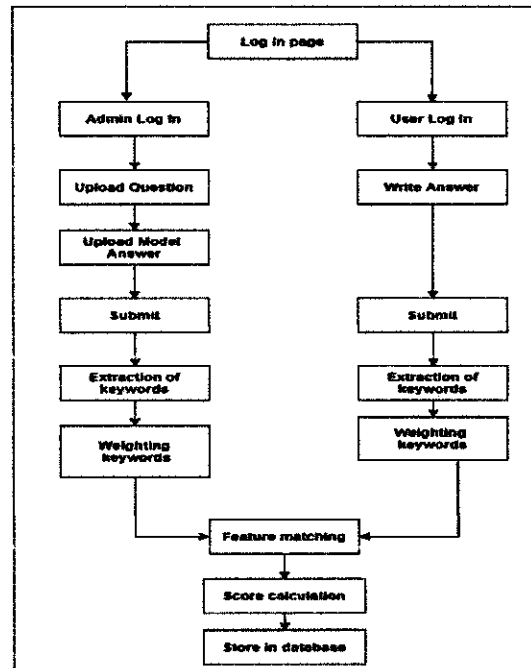 Log in page
Admin Log In
User Log In
Upload Question
Write Answer
Upload Model
Answer
Submit
Submit
Extraction of
keywords
Extraction of
keywords
Weighting
keywords
Weighting
keywords
Feature matching
Score calculation
Store in database